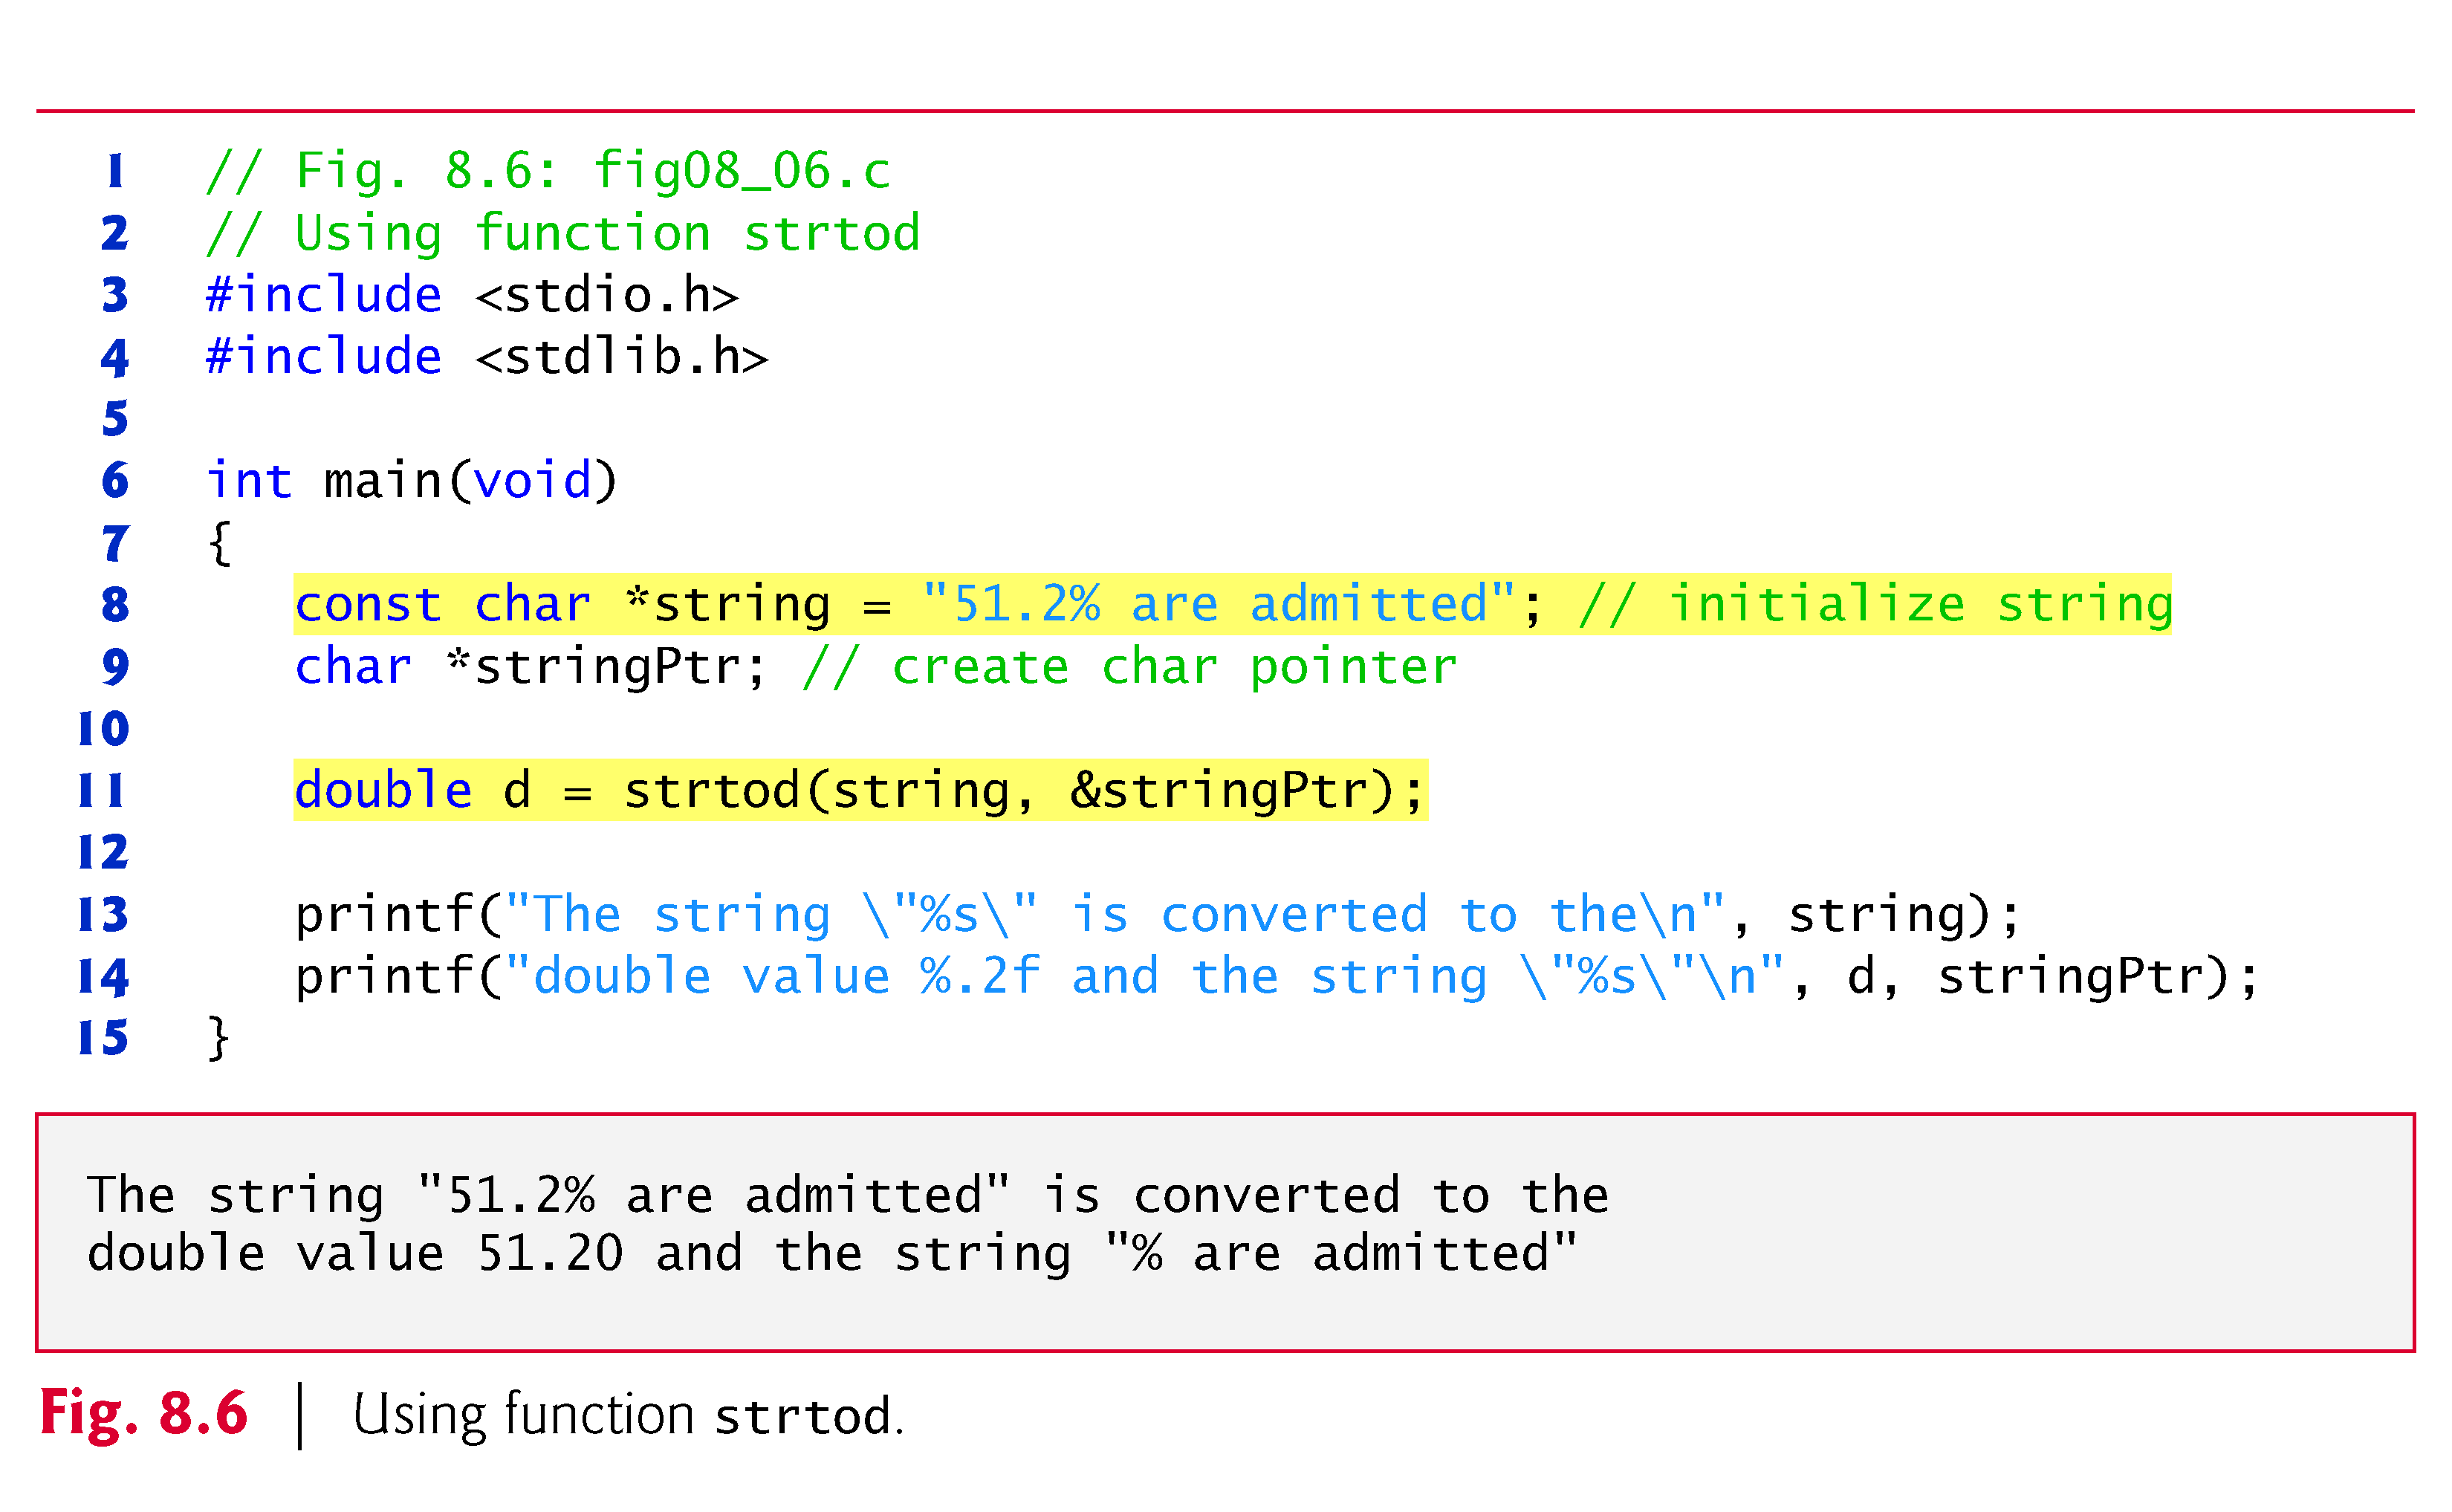 1 // Fig. 8.6: fig08_06.c
2 // Using function strtod
3 #include <stdio.h>
4 #include <stdlib.h>
5
6 int main(void)
7 {
8 const char *string = "51.2% are admitted"; // initialize string
9 char *stringPtr; // create char pointer
10
11 double d = strtod(string, &stringPtr);
12
13 printf("The string \"%s\" is converted to the\n", string);
14 printf("double value %.2f and the string \"%s\"\n", d, stringPtr);
15 }
The string "51.2% are admitted" is converted to the
double value 51.20 and the string "% are admitted"
Fig. 8.6 | Using function strtod.